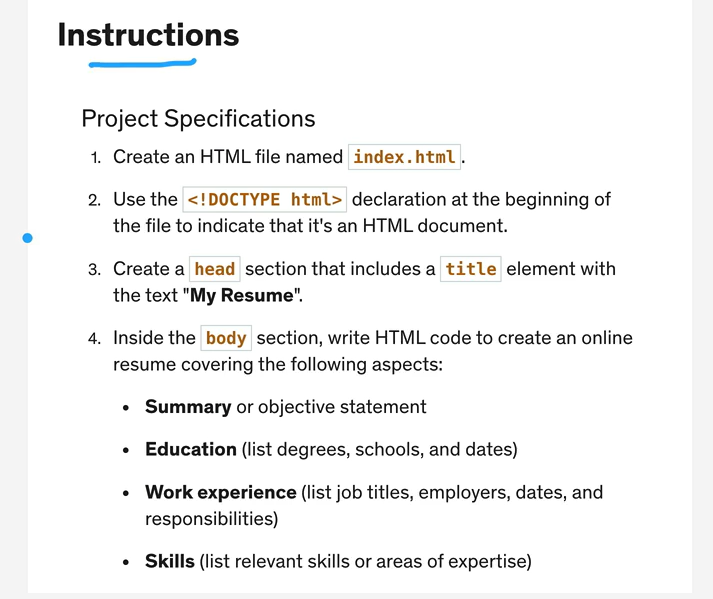 Instructions
Project Specifications
1. Create an HTML file named index.html.
2. Use the <!DOCTYPE html> declaration at the beginning of
the file to indicate that it's an HTML document.
3. Create a head section that includes a title element with
the text "My Resume".
4. Inside the body section, write HTML code to create an online
resume covering the following aspects:
• Summary or objective statement
• Education (list degrees, schools, and dates)
• Work experience (list job titles, employers, dates, and
responsibilities)
• Skills (list relevant skills or areas of expertise)